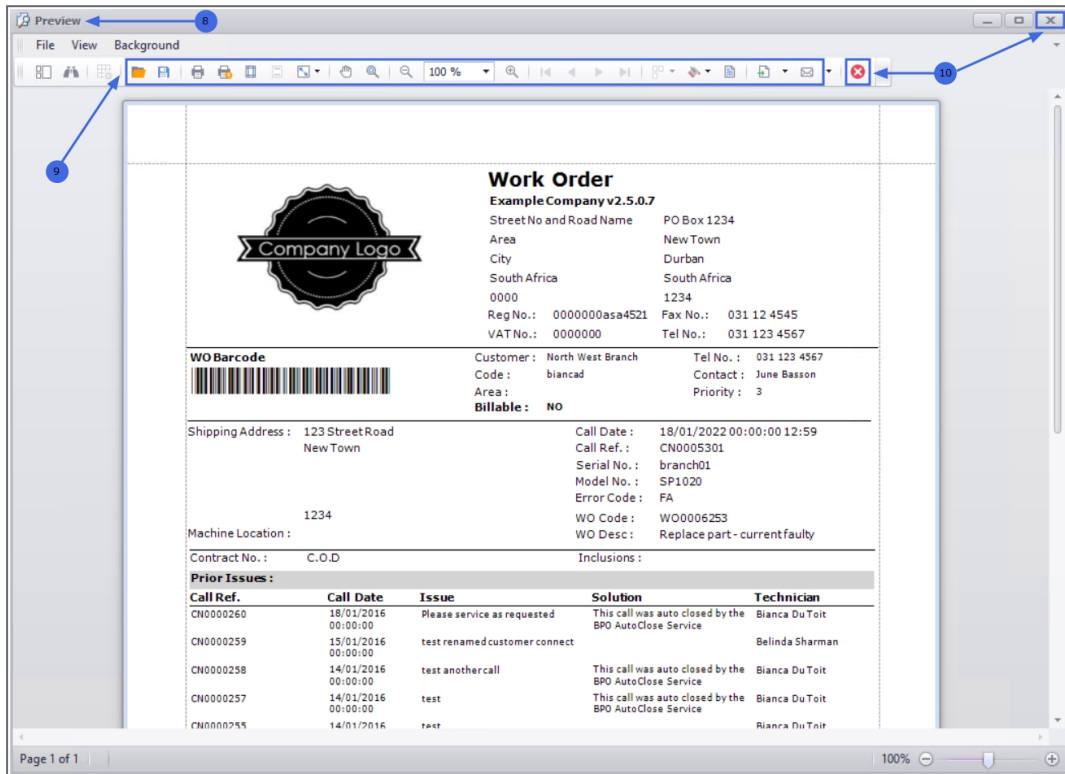 Preview
8
File View Background
100 %
10
9
Work Order
Example Company v2.5.0.7
Street No and Road Name PO Box 1234
Area New Town
City Durban
South Africa South Africa
0000 1234
Reg No.: 0000000asa4521 Fax No.: 031 12 4545
VAT No.: 0000000 Tel No.: 031 123 4567
Company Logo
WO Barcode
Customer : North West Branch Tel No. : 031 123 4567
Code : biancad Contact : June Basson
Area : Priority : 3
Billable : NO
Shipping Address : 123 Street Road Call Date : 18/01/2022 00:00:00 12:59
New Town Call Ref. : CN0005301
Serial No. : branch01
Model No. : SP1020
Error Code : FA
1234 WO Code : WO0006253
Machine Location : WO Desc : Replace part - current faulty
Contract No. : C.O.D Inclusions :
Prior Issues :
Call Ref. Call Date Issue Solution Technician
CN0000260 18/01/2016 Please service as requested This call was auto closed by the Bianca Du Toit
00:00:00 BPO AutoClose Service
CN0000259 15/01/2016 test renamed customer connect Belinda Sharman
00:00:00
CN0000258 14/01/2016 test another call This call was auto closed by the Bianca Du Toit
00:00:00 BPO AutoClose Service
CN0000257 14/01/2016 test This call was auto closed by the Bianca Du Toit
00:00:00 BPO AutoClose Service
CN0000255 14/01/2016 test Bianca Du Toit
Page 1 of 1 100%